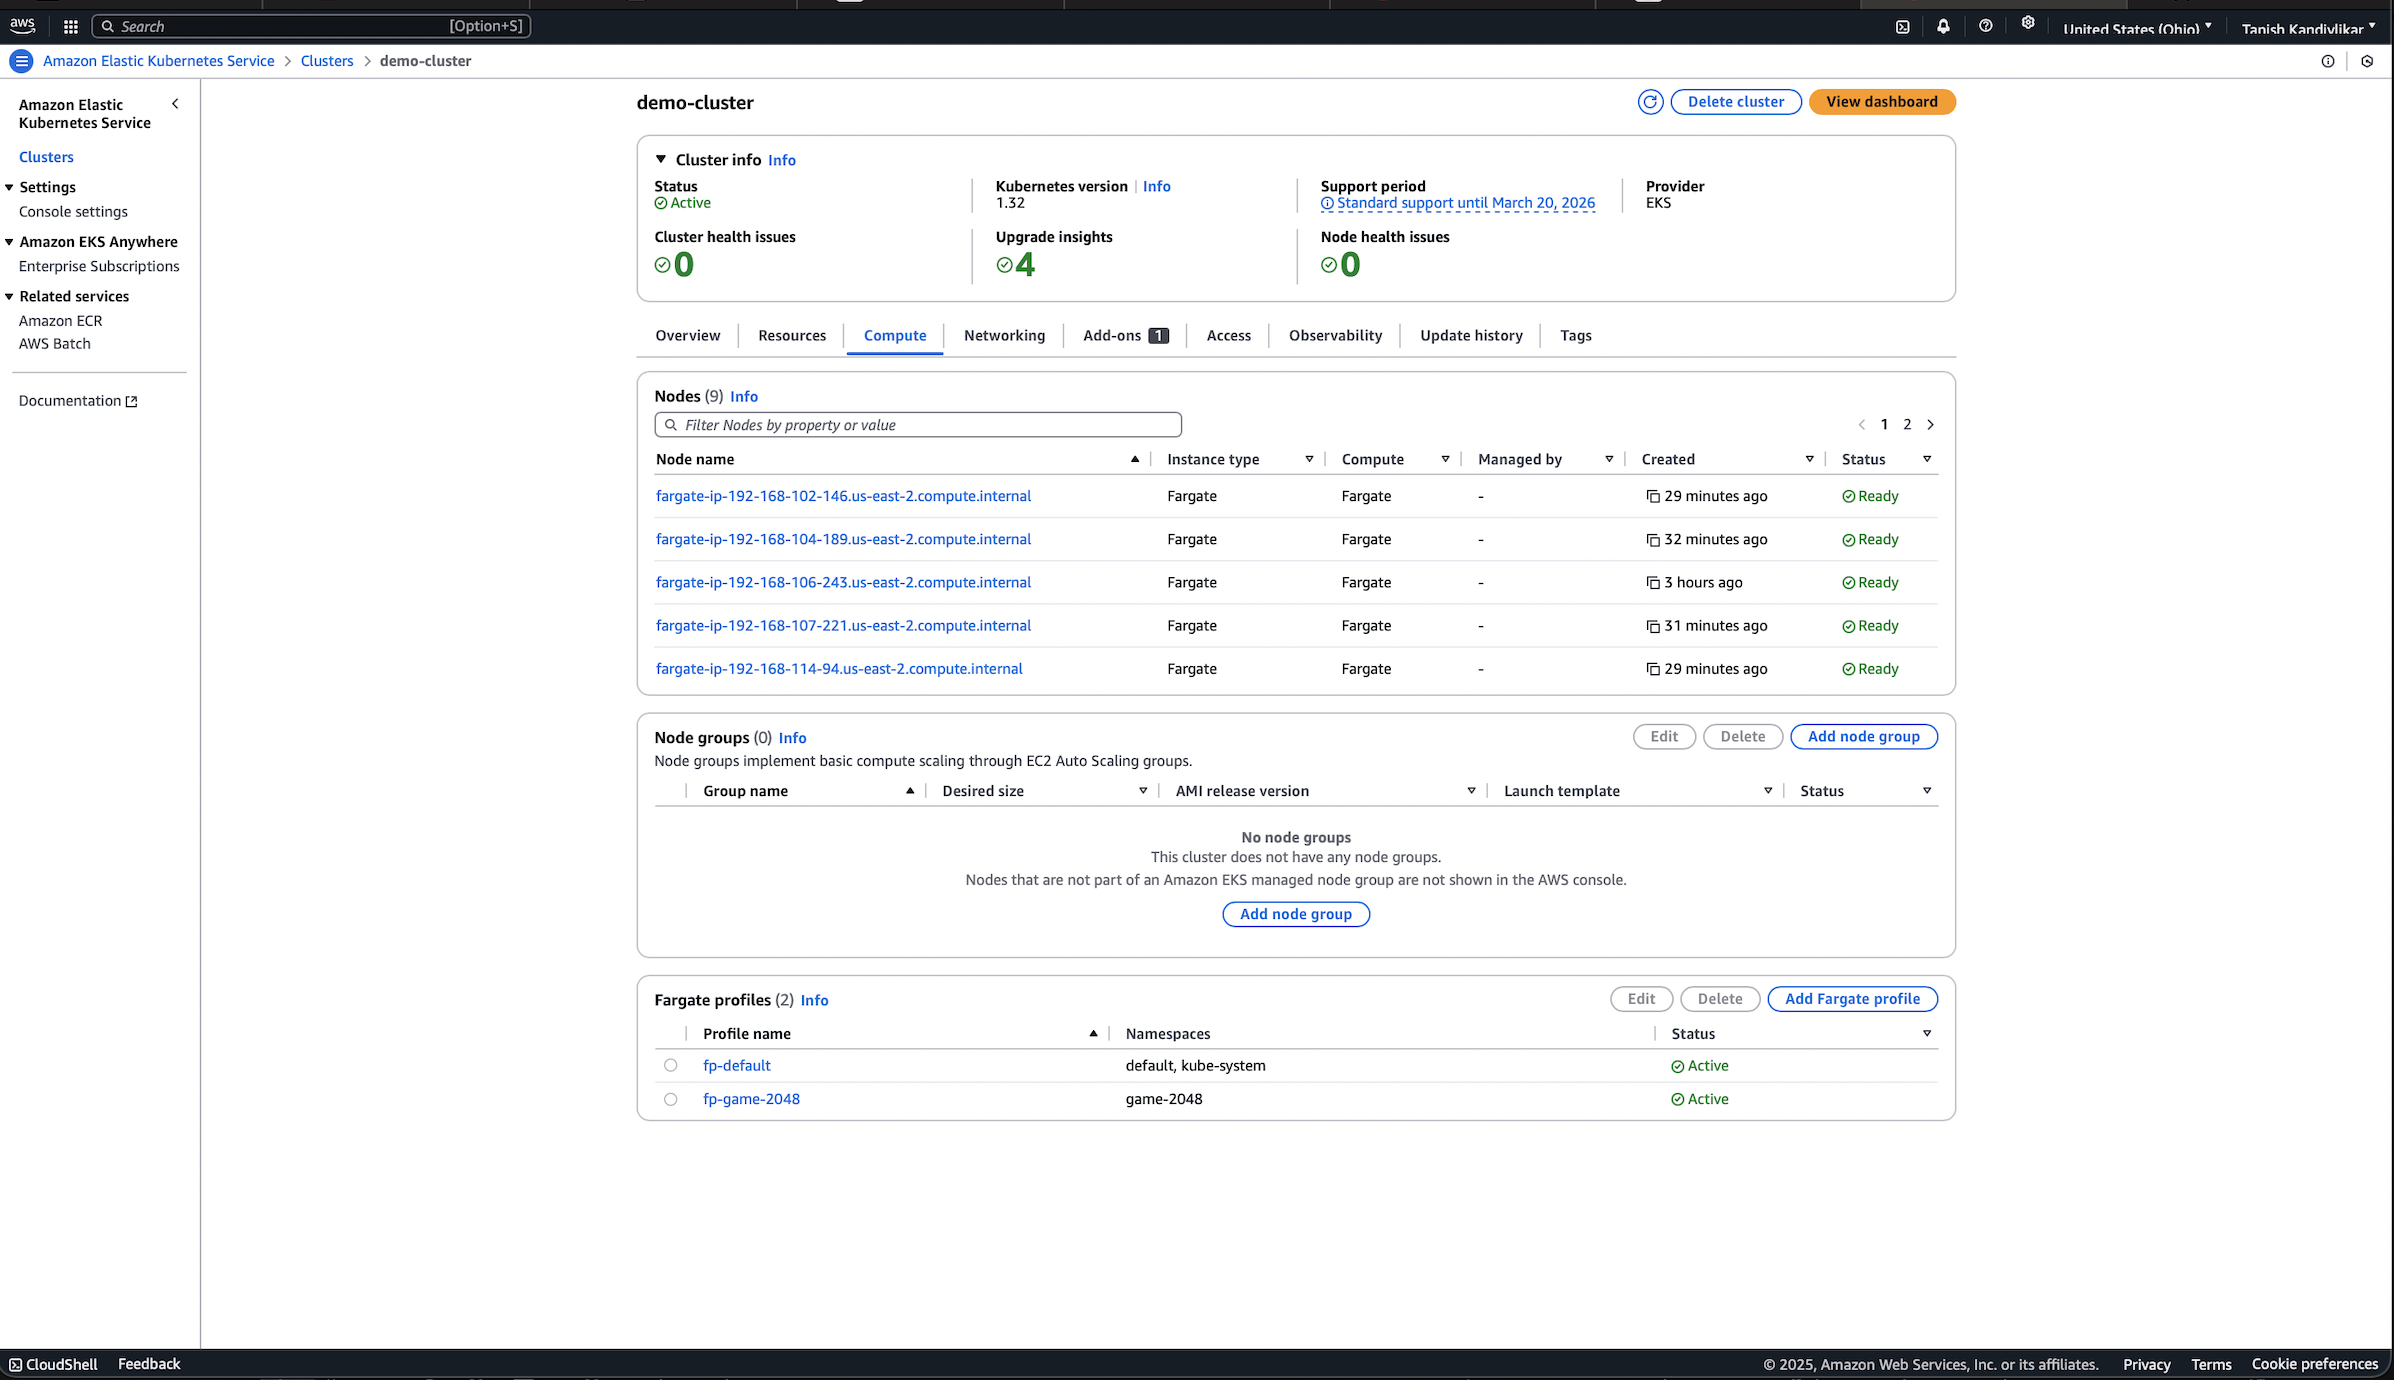 aws
Search [Option+S]
United States (Ohio)
Tanish Kandivlikar
Amazon Elastic Kubernetes Service
Clusters
demo-cluster
Amazon Elastic
Kubernetes Service
Clusters
Settings
Console settings
Amazon EKS Anywhere
Enterprise Subscriptions
Related services
Amazon ECR
AWS Batch
Documentation
demo-cluster
Delete cluster
View dashboard
Cluster info Info
Status
Active
Kubernetes version Info
1.32
Support period
Standard support until March 20, 2026
Provider
EKS
Cluster health issues
0
Upgrade insights
4
Node health issues
0
Overview Resources Compute Networking Add-ons 1 Access Observability Update history Tags
Nodes (9) Info
Filter Nodes by property or value
1 2
Node name Instance type Compute Managed by Created Status
fargate-ip-192-168-102-146.us-east-2.compute.internal Fargate Fargate - 29 minutes ago Ready
fargate-ip-192-168-104-189.us-east-2.compute.internal Fargate Fargate - 32 minutes ago Ready
fargate-ip-192-168-106-243.us-east-2.compute.internal Fargate Fargate - 3 hours ago Ready
fargate-ip-192-168-107-221.us-east-2.compute.internal Fargate Fargate - 31 minutes ago Ready
fargate-ip-192-168-114-94.us-east-2.compute.internal Fargate Fargate - 29 minutes ago Ready
Node groups (0) Info
Edit Delete Add node group
Node groups implement basic compute scaling through EC2 Auto Scaling groups.
Group name Desired size AMI release version Launch template Status
No node groups
This cluster does not have any node groups.
Nodes that are not part of an Amazon EKS managed node group are not shown in the AWS console.
Add node group
Fargate profiles (2) Info
Edit Delete Add Fargate profile
Profile name Namespaces Status
fp-default default, kube-system Active
fp-game-2048 game-2048 Active
CloudShell Feedback
© 2025, Amazon Web Services, Inc. or its affiliates. Privacy Terms Cookie preferences